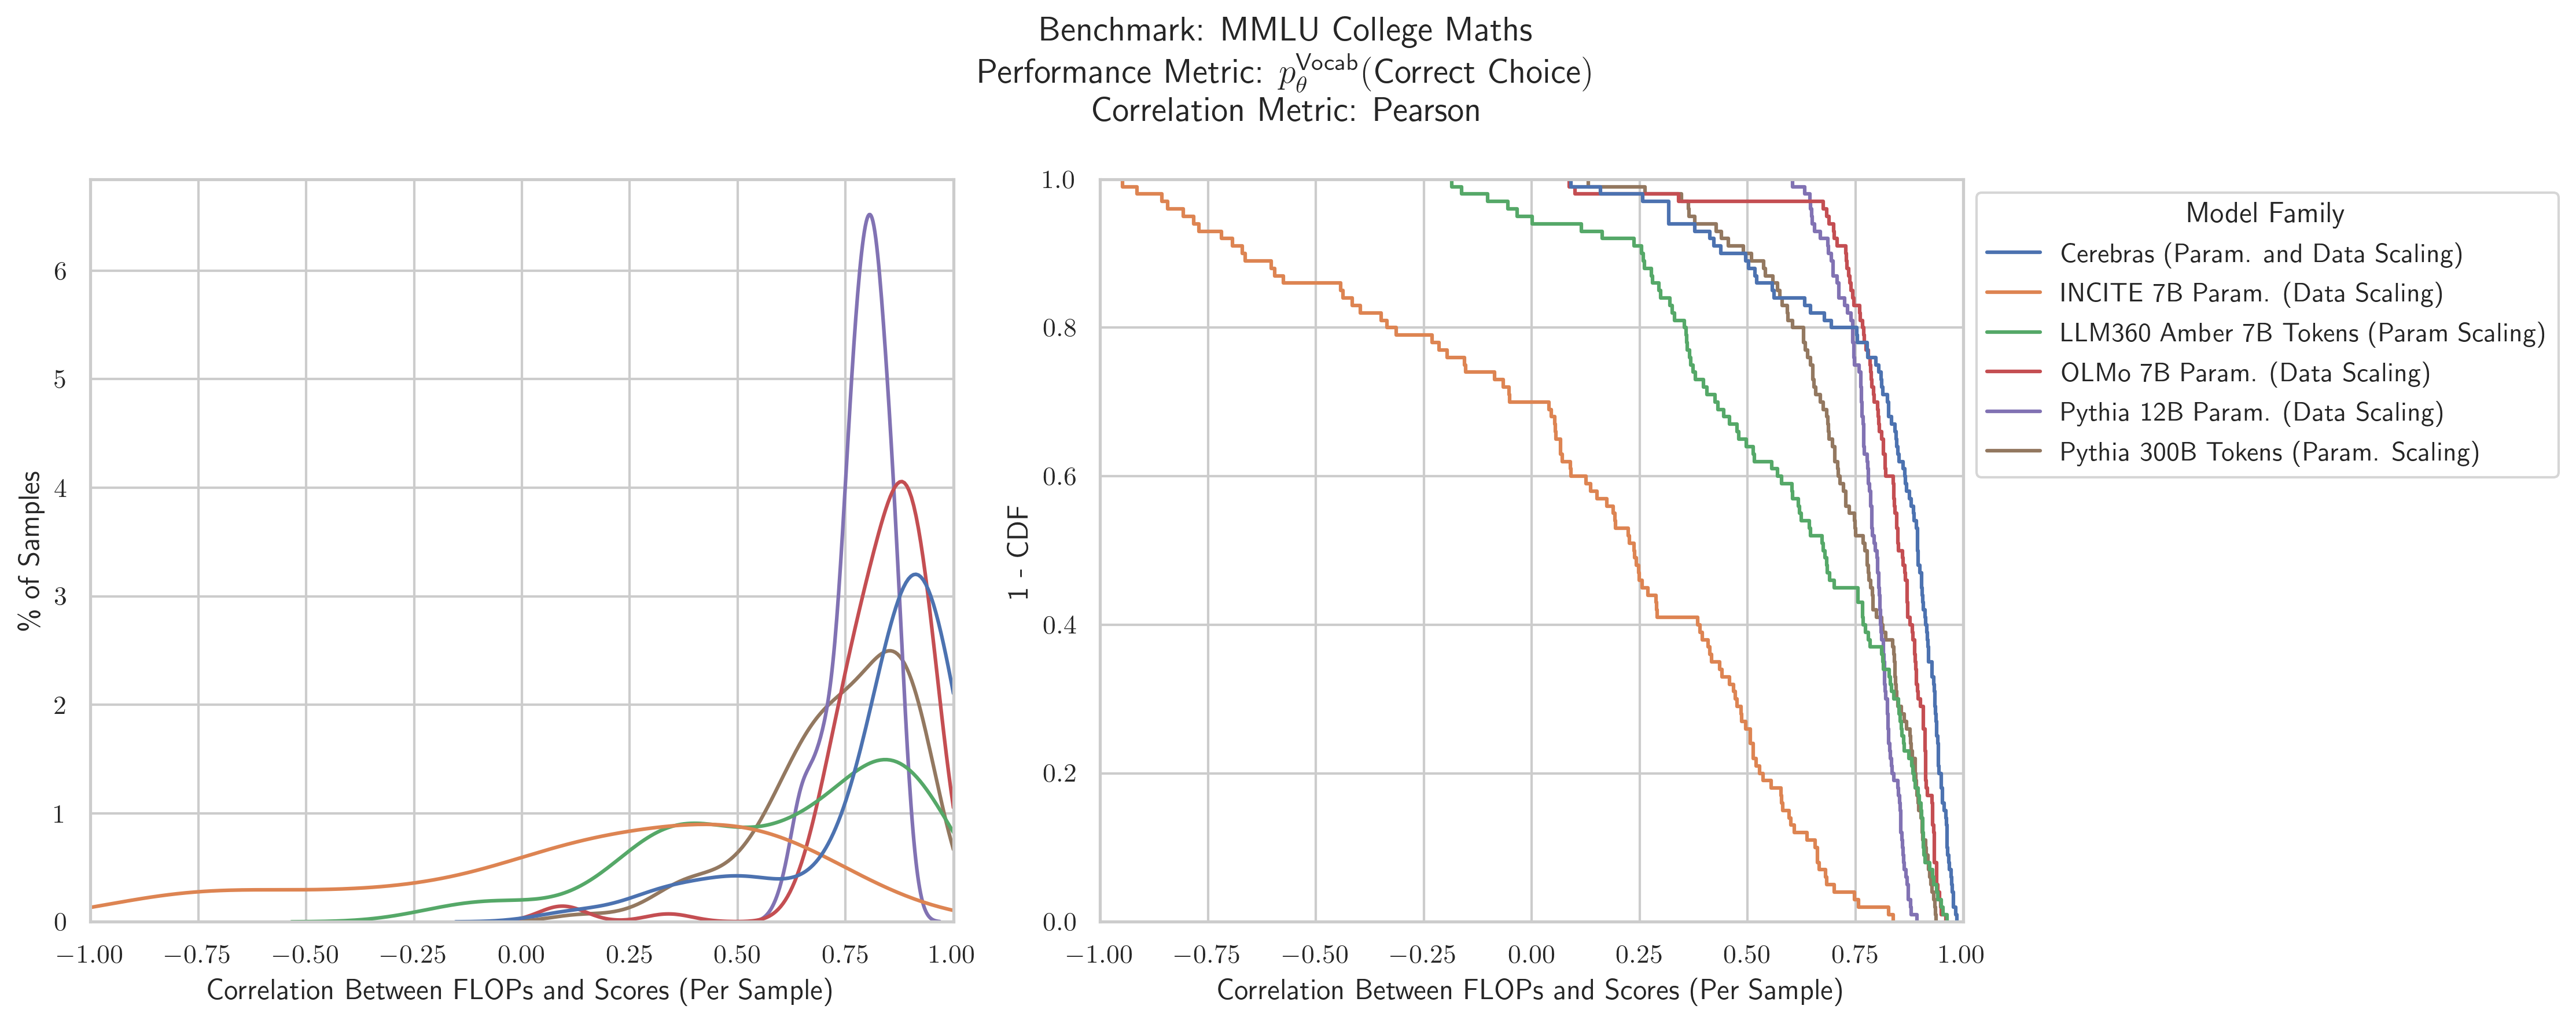 Benchmark: MMLU College Maths
Performance Metric: $p_{\theta}^{\text{Vocab}}$(Correct Choice)
Correlation Metric: Pearson
% of Samples
6
5
4
3
2
1
0
−1.00 −0.75 −0.50 −0.25 0.00 0.25 0.50 0.75 1.00
Correlation Between FLOPs and Scores (Per Sample)
1 - CDF
1.0
0.8
0.6
0.4
0.2
0.0
−1.00 −0.75 −0.50 −0.25 0.00 0.25 0.50 0.75 1.00
Correlation Between FLOPs and Scores (Per Sample)
Model Family
Cerebras (Param. and Data Scaling)
INCITE 7B Param. (Data Scaling)
LLM360 Amber 7B Tokens (Param Scaling)
OLMo 7B Param. (Data Scaling)
Pythia 12B Param. (Data Scaling)
Pythia 300B Tokens (Param. Scaling)